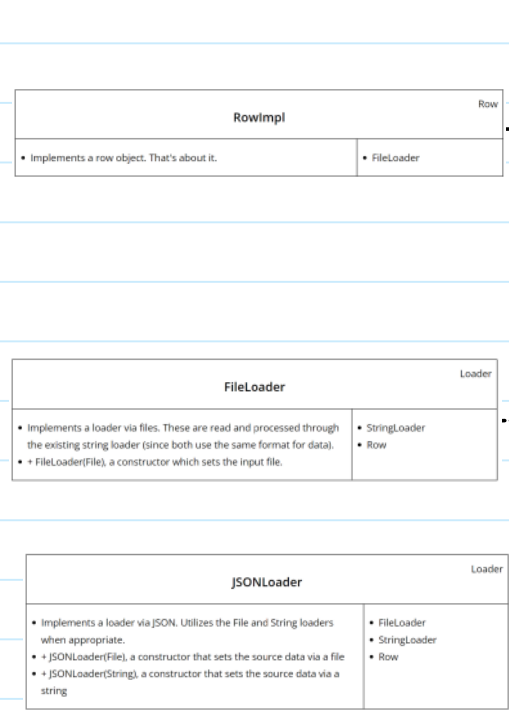 Row
RowImpl
• Implements a row object. That's about it.
• FileLoader
Loader
FileLoader
• Implements a loader via files. These are read and processed through
the existing string loader (since both use the same format for data).
• + FileLoader(File), a constructor which sets the input file.
• StringLoader
• Row
Loader
JSONLoader
• Implements a loader via JSON. Utilizes the File and String loaders
when appropriate.
• + JSONLoader(File), a constructor that sets the source data via a file
• + JSONLoader(String), a constructor that sets the source data via a
string
• FileLoader
• StringLoader
• Row